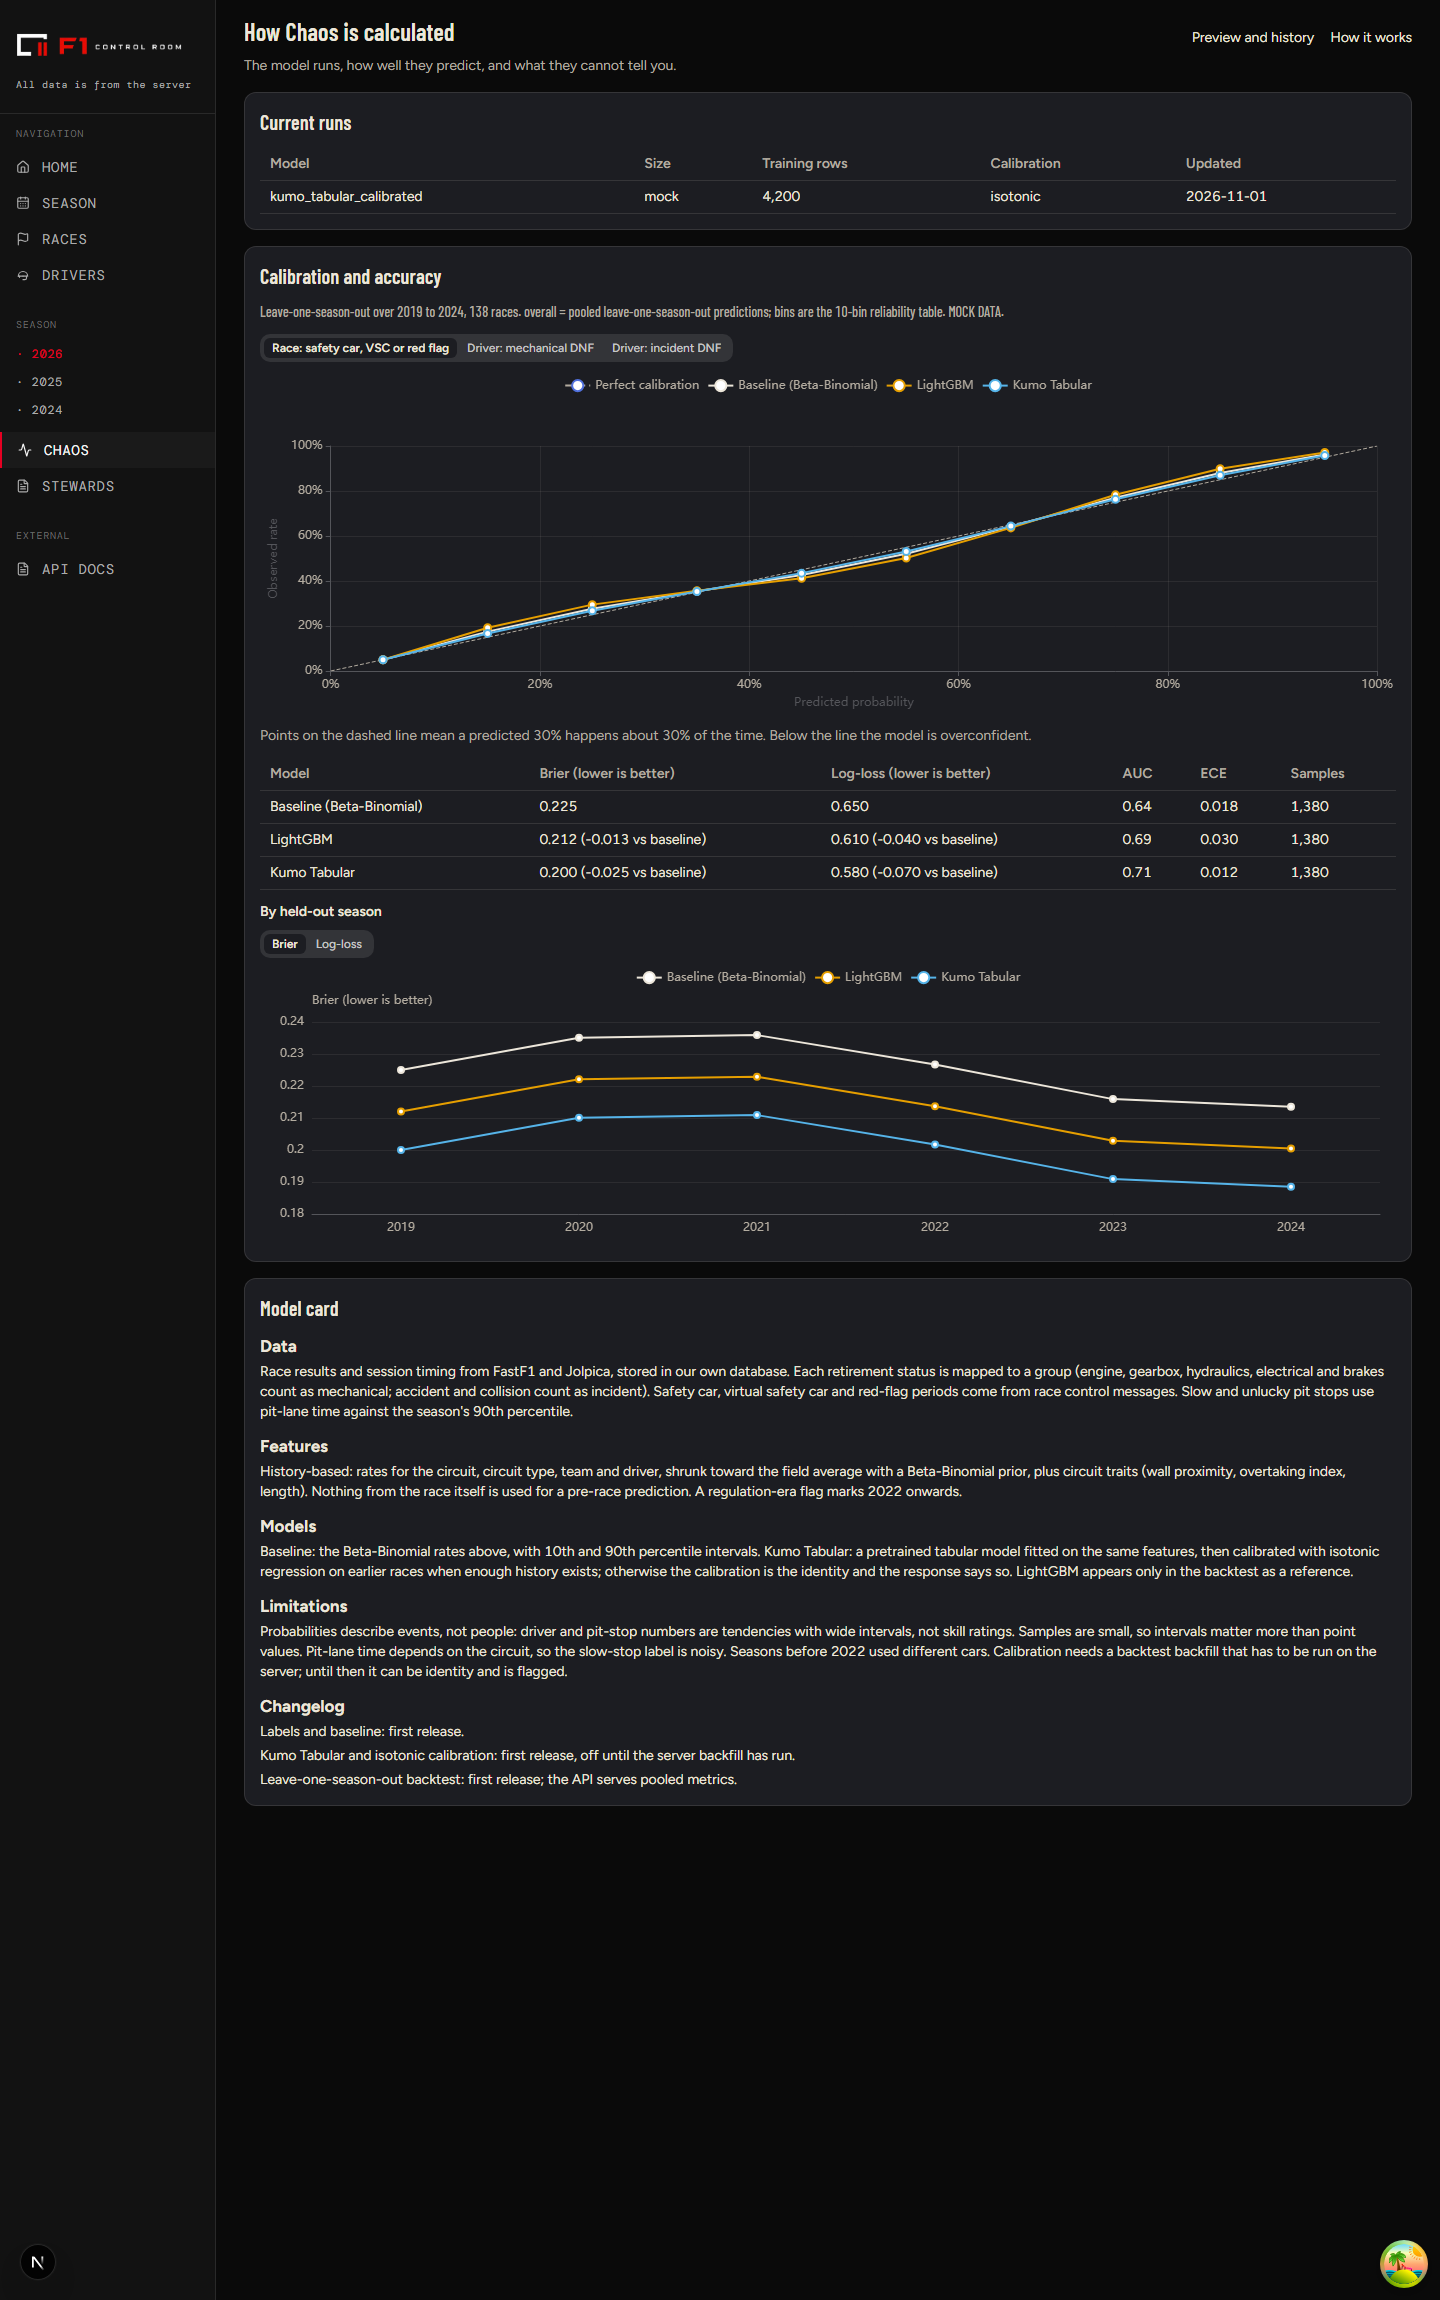 F1 CONTROL ROOM
All data is from the server
NAVIGATION
HOME
SEASON
RACES
DRIVERS
SEASON
· 2026
· 2025
· 2024
CHAOS
STEWARDS
EXTERNAL
API DOCS
How Chaos is calculated
The model runs, how well they predict, and what they cannot tell you.
Preview and history How it works
Current runs
Model Size Training rows Calibration Updated
kumo_tabular_calibrated mock 4,200 isotonic 2026-11-01
Calibration and accuracy
Leave-one-season-out over 2019 to 2024, 138 races. overall = pooled leave-one-season-out predictions; bins are the 10-bin reliability table. MOCK DATA.
Race: safety car, VSC or red flag Driver: mechanical DNF Driver: incident DNF
Perfect calibration Baseline (Beta-Binomial) LightGBM Kumo Tabular
100%
80%
60%
40%
20%
0%
Observed rate
0% 20% 40% 60% 80% 100%
Predicted probability
Points on the dashed line mean a predicted 30% happens about 30% of the time. Below the line the model is overconfident.
Model Brier (lower is better) Log-loss (lower is better) AUC ECE Samples
Baseline (Beta-Binomial) 0.225 0.650 0.64 0.018 1,380
LightGBM 0.212 (-0.013 vs baseline) 0.610 (-0.040 vs baseline) 0.69 0.030 1,380
Kumo Tabular 0.200 (-0.025 vs baseline) 0.580 (-0.070 vs baseline) 0.71 0.012 1,380
By held-out season
Brier Log-loss
Baseline (Beta-Binomial) LightGBM Kumo Tabular
Brier (lower is better)
0.24
0.23
0.22
0.21
0.2
0.19
0.18
2019 2020 2021 2022 2023 2024
Model card
Data
Race results and session timing from FastF1 and Jolpica, stored in our own database. Each retirement status is mapped to a group (engine, gearbox, hydraulics, electrical and brakes
count as mechanical; accident and collision count as incident). Safety car, virtual safety car and red-flag periods come from race control messages. Slow and unlucky pit stops use
pit-lane time against the season's 90th percentile.
Features
History-based: rates for the circuit, circuit type, team and driver, shrunk toward the field average with a Beta-Binomial prior, plus circuit traits (wall proximity, overtaking index,
length). Nothing from the race itself is used for a pre-race prediction. A regulation-era flag marks 2022 onwards.
Models
Baseline: the Beta-Binomial rates above, with 10th and 90th percentile intervals. Kumo Tabular: a pretrained tabular model fitted on the same features, then calibrated with isotonic
regression on earlier races when enough history exists; otherwise the calibration is the identity and the response says so. LightGBM appears only in the backtest as a reference.
Limitations
Probabilities describe events, not people: driver and pit-stop numbers are tendencies with wide intervals, not skill ratings. Samples are small, so intervals matter more than point
values. Pit-lane time depends on the circuit, so the slow-stop label is noisy. Seasons before 2022 used different cars. Calibration needs a backtest backfill that has to be run on the
server; until then it can be identity and is flagged.
Changelog
Labels and baseline: first release.
Kumo Tabular and isotonic calibration: first release, off until the server backfill has run.
Leave-one-season-out backtest: first release; the API serves pooled metrics.
N